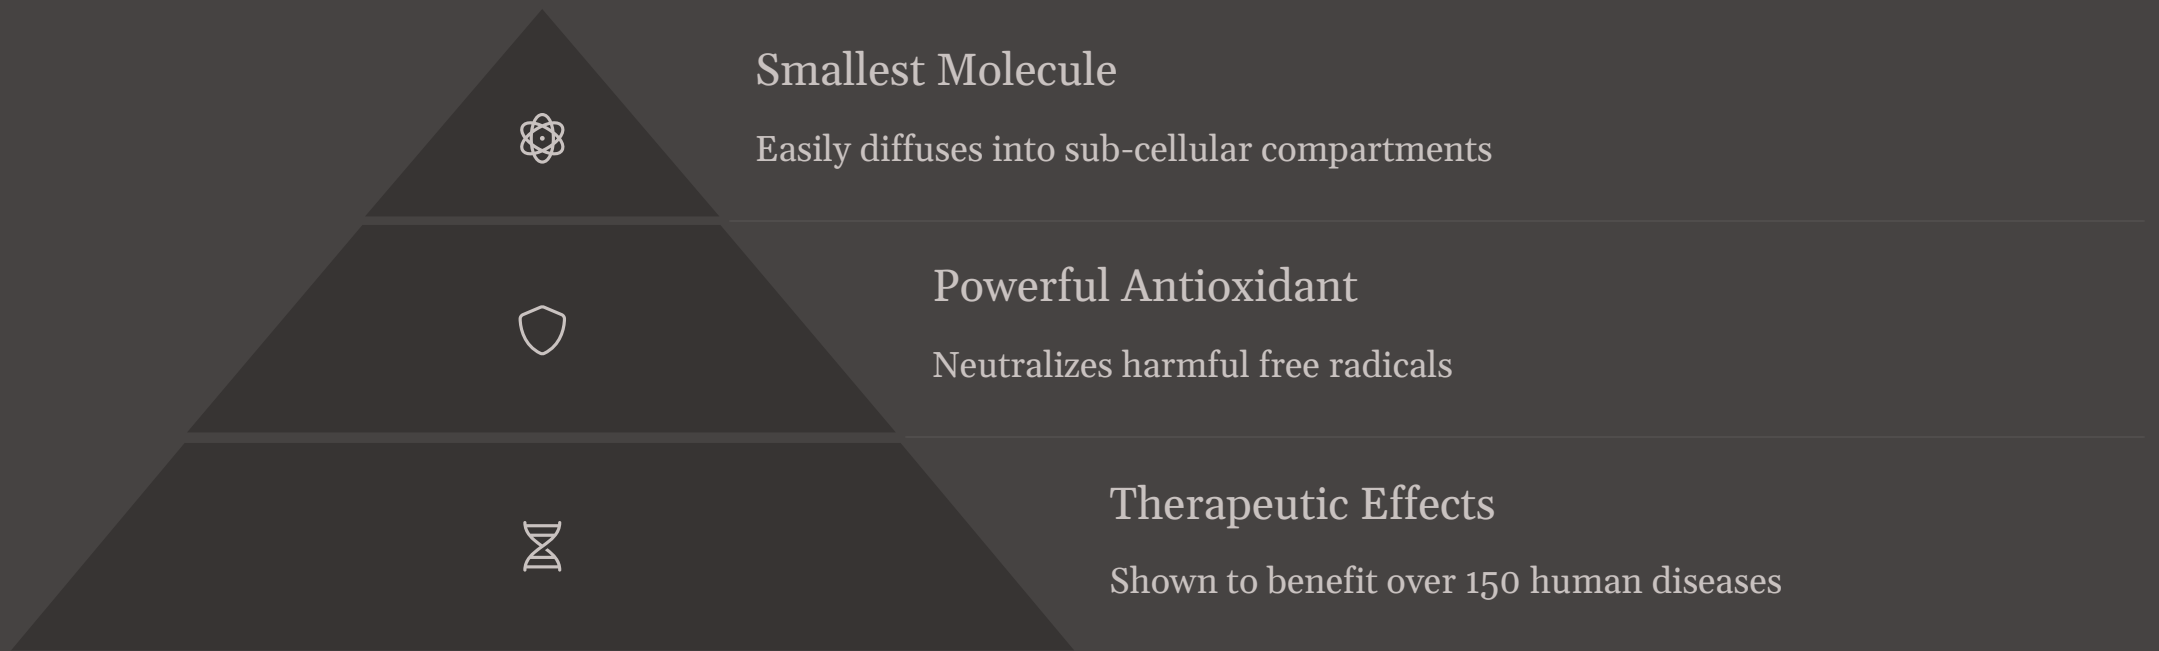 Smallest Molecule
Easily diffuses into sub-cellular compartments
Powerful Antioxidant
Neutralizes harmful free radicals
Therapeutic Effects
Shown to benefit over 150 human diseases